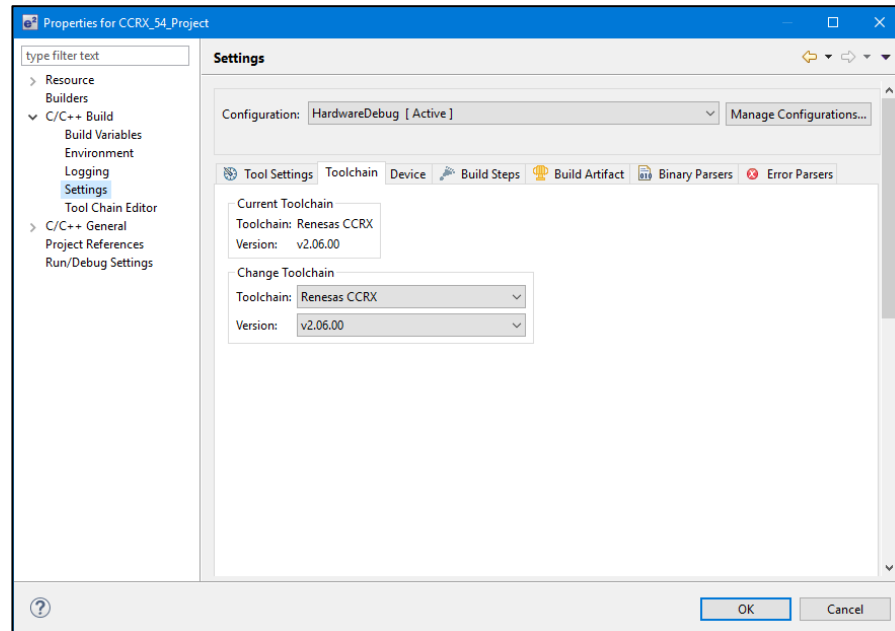 e² Properties for CCRX_54_Project
type filter text
Resource
Builders
C/C++ Build
Build Variables
Environment
Logging
Settings
Tool Chain Editor
C/C++ General
Project References
Run/Debug Settings
Settings
Configuration: HardwareDebug [ Active ] Manage Configurations...
Tool Settings Toolchain Device Build Steps Build Artifact Binary Parsers Error Parsers
Current Toolchain
Toolchain: Renesas CCRX
Version: v2.06.00
Change Toolchain
Toolchain: Renesas CCRX
Version: v2.06.00
? OK Cancel